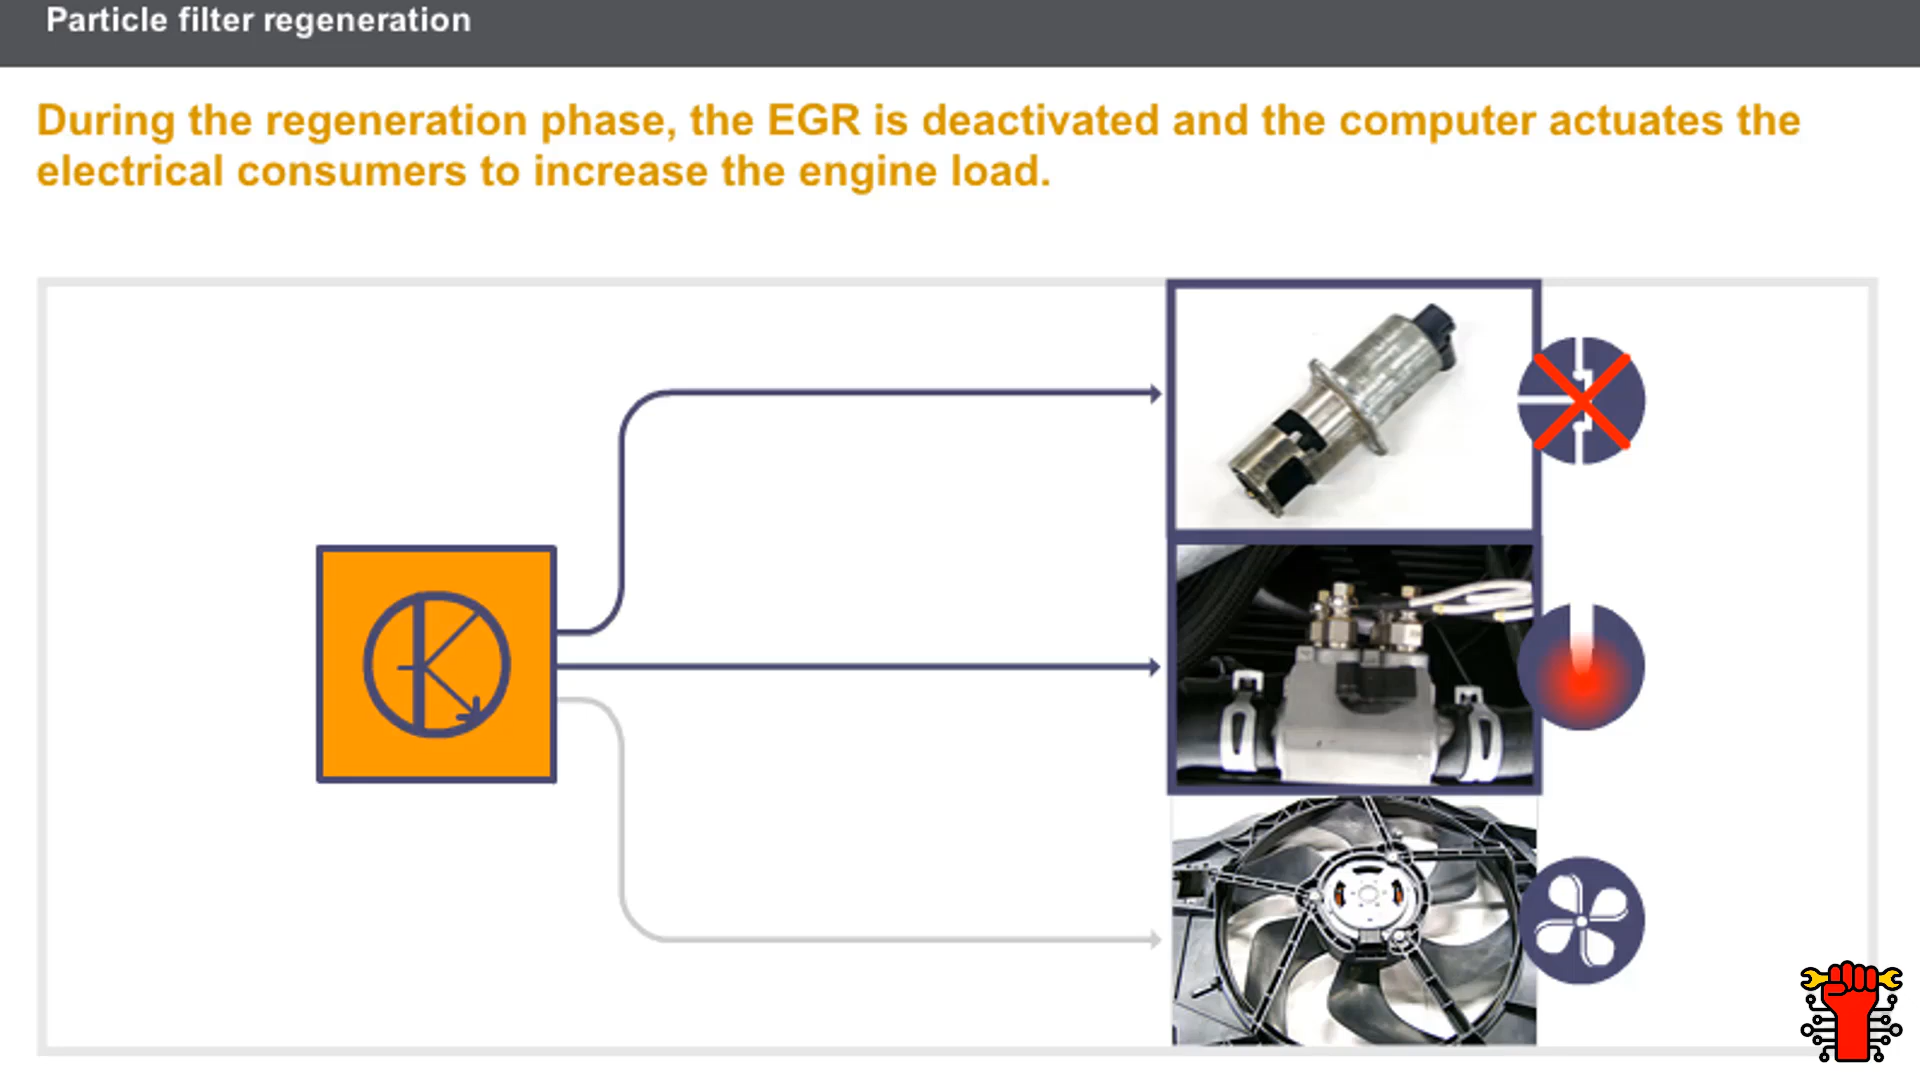 Particle filter regeneration
During the regeneration phase, the EGR is deactivated and the computer actuates the
electrical consumers to increase the engine load.